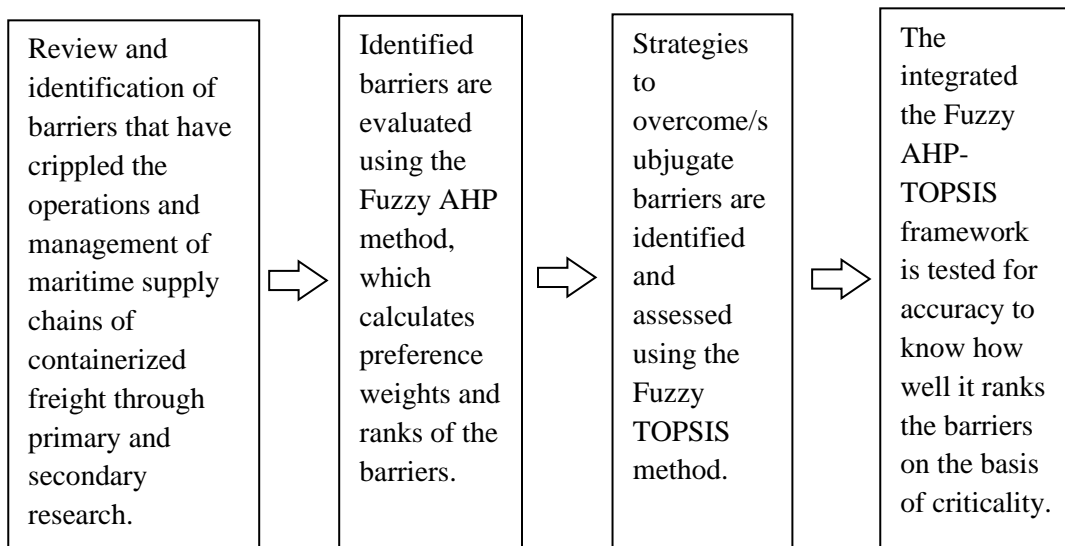 Review and
identification of
barriers that have
crippled the
operations and
management of
maritime supply
chains of
containerized
freight through
primary and
secondary
research.
Identified
barriers are
evaluated
using the
Fuzzy AHP
method,
which
calculates
preference
weights and
ranks of the
barriers.
Strategies
to
overcome/s
ubjugate
barriers are
identified
and
assessed
using the
Fuzzy
TOPSIS
method.
The
integrated
the Fuzzy
AHP-
TOPSIS
framework
is tested for
accuracy to
know how
well it ranks
the barriers
on the basis
of criticality.